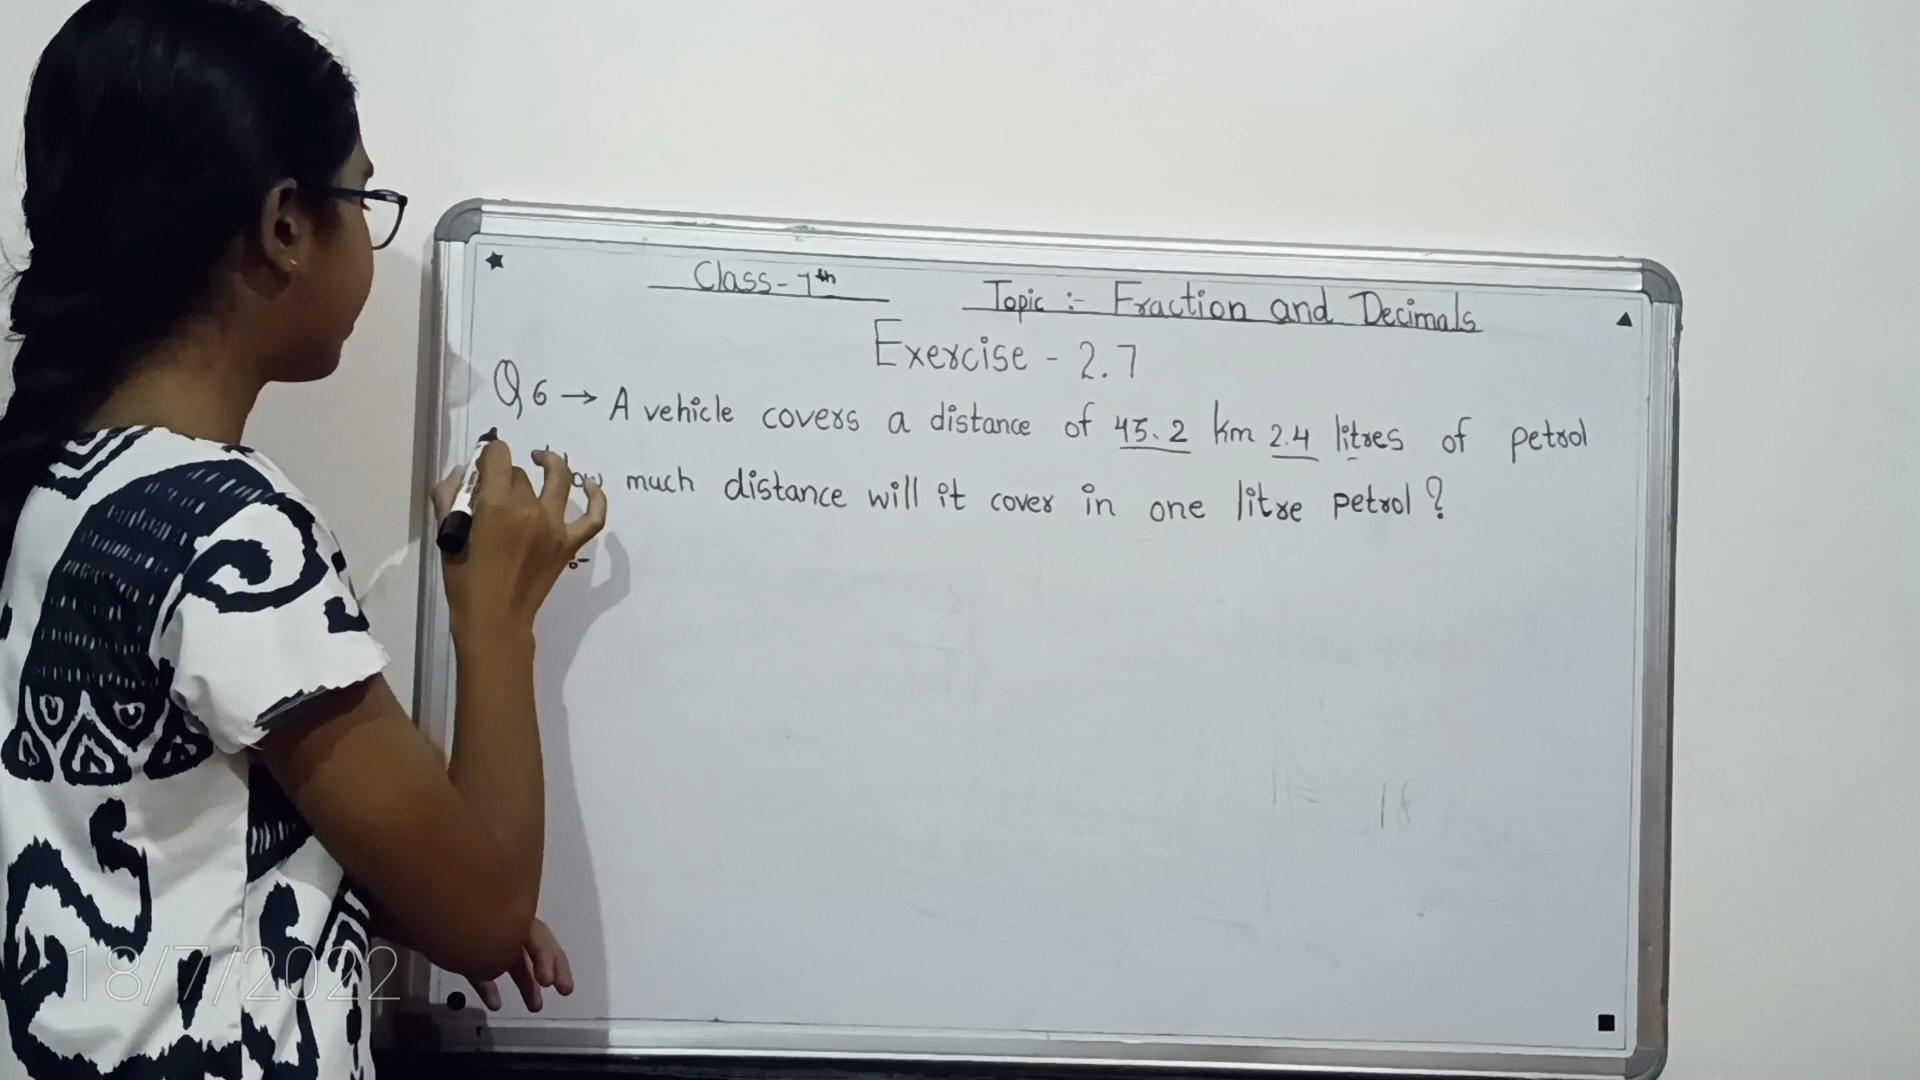 Class - 7th
Topic :- Fraction and Decimals
Exercise - 2.7
Q 6 → A vehicle covers a distance of 45.2 km 2.4 litres of petrol
How much distance will it cover in one litre petrol ?
18
18/7/2022